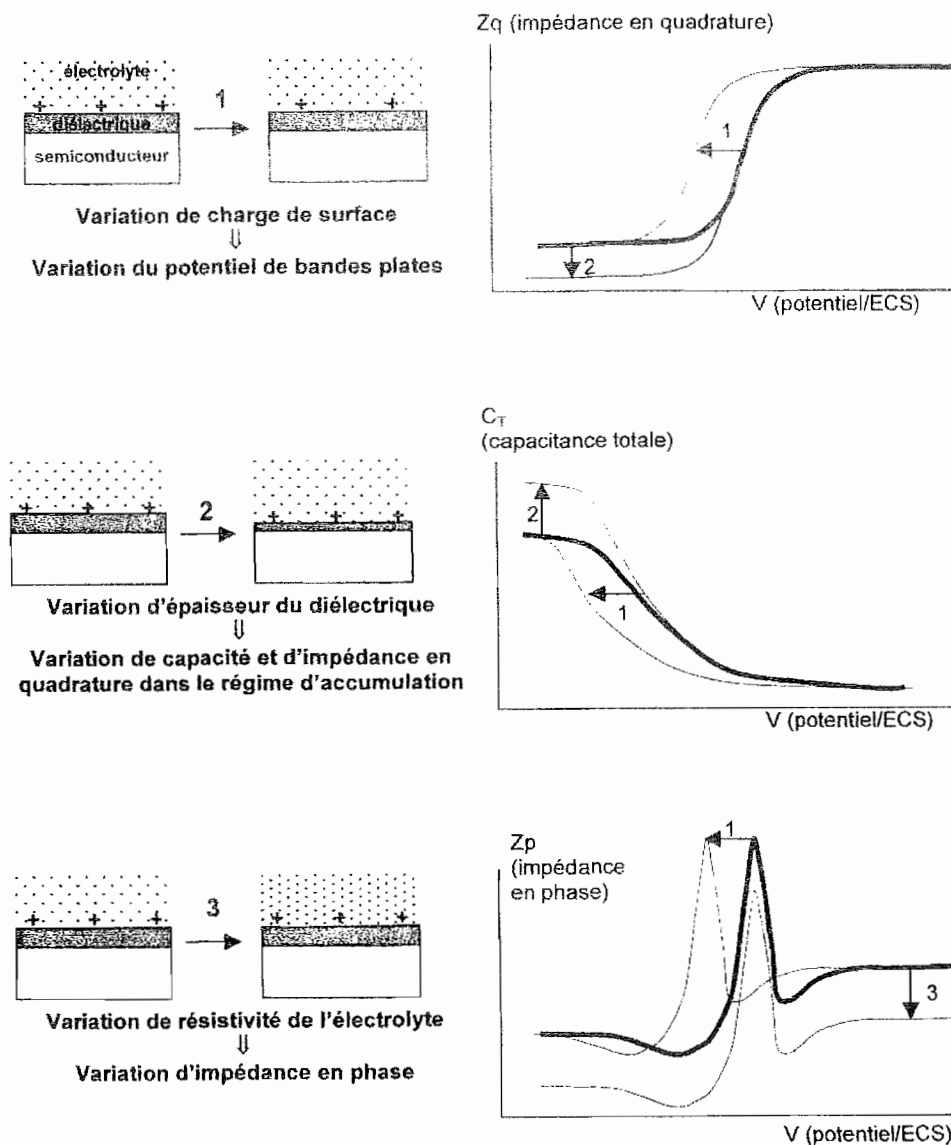 Zq (impédance en quadrature)
électrolyte
1
diélectrique
semiconducteur
Variation de charge de surface
⇓
Variation du potentiel de bandes plates
1
2
V (potentiel/ECS)
C_T
(capacitance totale)
2
Variation d'épaisseur du diélectrique
⇓
Variation de capacité et d'impédance en
quadrature dans le régime d'accumulation
2
1
V (potentiel/ECS)
Zp
(impédance
en phase)
3
Variation de résistivité de l'électrolyte
⇓
Variation d'impédance en phase
1
3
V (potentiel/ECS)